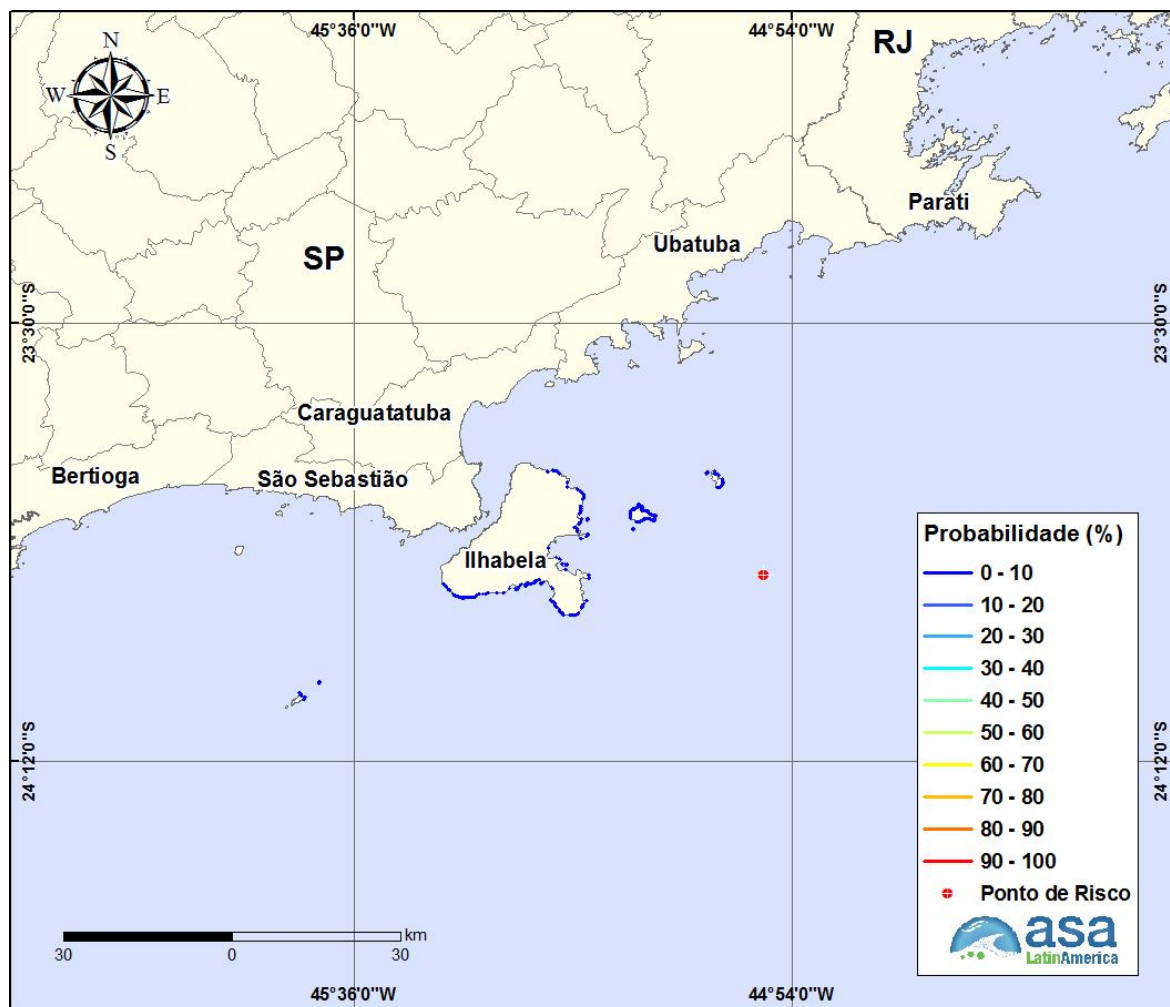 45°36'0"W
44°54'0"W
N
W
E
S
RJ
Parati
Ubatuba
SP
23°30'0"S
23°30'0"S
Caraguatatuba
Bertioga
São Sebastião
Ilhabela
Probabilidade (%)
0 - 10
10 - 20
20 - 30
30 - 40
40 - 50
50 - 60
60 - 70
70 - 80
80 - 90
90 - 100
Ponto de Risco
asa
LatinAmerica
24°12'0"S
24°12'0"S
km
30
0
30
45°36'0"W
44°54'0"W